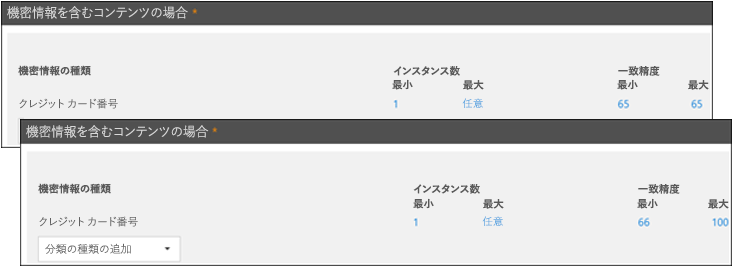 機密情報を含むコンテンツの場合 *
機密情報の種類 インスタンス数 一致精度
最小 最大 最小 最大
クレジット カード番号 1 任意 65 65
機密情報を含むコンテンツの場合 *
機密情報の種類 インスタンス数 一致精度
最小 最大 最小 最大
クレジット カード番号 1 任意 66 100
分類の種類の追加